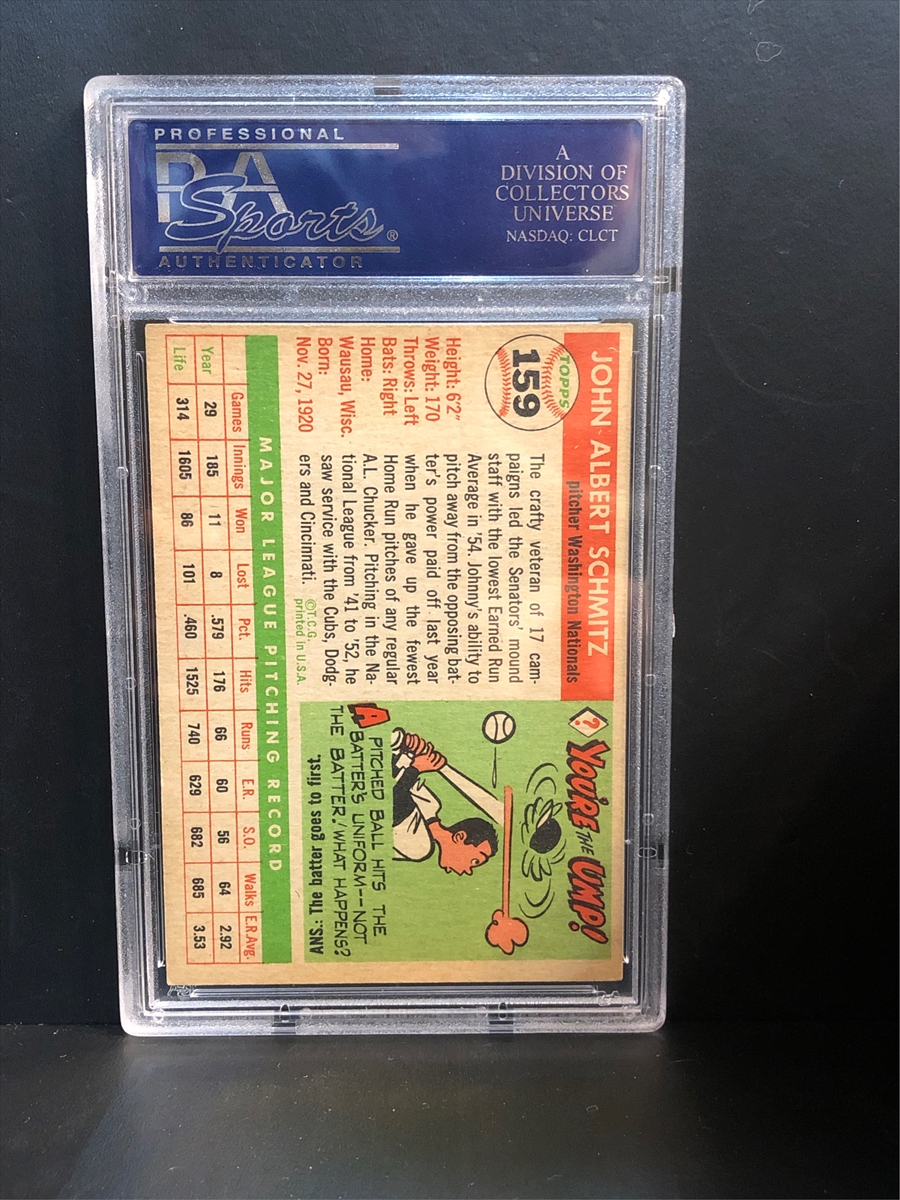 PROFESSIONAL
PSA
Sports®
AUTHENTICATOR
A
DIVISION OF
COLLECTORS
UNIVERSE
NASDAQ: CLCT
JOHN ALBERT SCHMITZ
pitcher Washington Nationals
TOPPS
159
Height: 6'2"
Weight: 170
Throws: Left
Bats: Right
Home:
Wausau, Wisc.
Born:
Nov. 27, 1920
The crafty veteran of 17 cam-
paigns led the Senators' mound
staff with the lowest Earned Run
Average in '54. Johnny's ability to
pitch away from the opposing bat-
ter's power paid off last year
when he gave up the fewest
Home Run pitches of any regular
A.L. Chucker. Pitching in the Na-
tional League from '41 to '52, he
saw service with the Cubs, Dodg-
ers and Cincinnati.
©T.C.G.
printed in U.S.A.
? YOU'RE THE UMP!
A PITCHED BALL HITS THE
BATTER'S UNIFORM--NOT
THE BATTER! WHAT HAPPENS?
ANS.: The batter goes to first.
MAJOR LEAGUE PITCHING RECORD
Games Innings Won Lost Pct. Hits Runs E.R. S.O. Walks E.R.Avg.
Year 29 185 11 8 .579 176 66 60 56 64 2.92
Life 314 1605 86 101 .460 1525 740 629 682 685 3.53